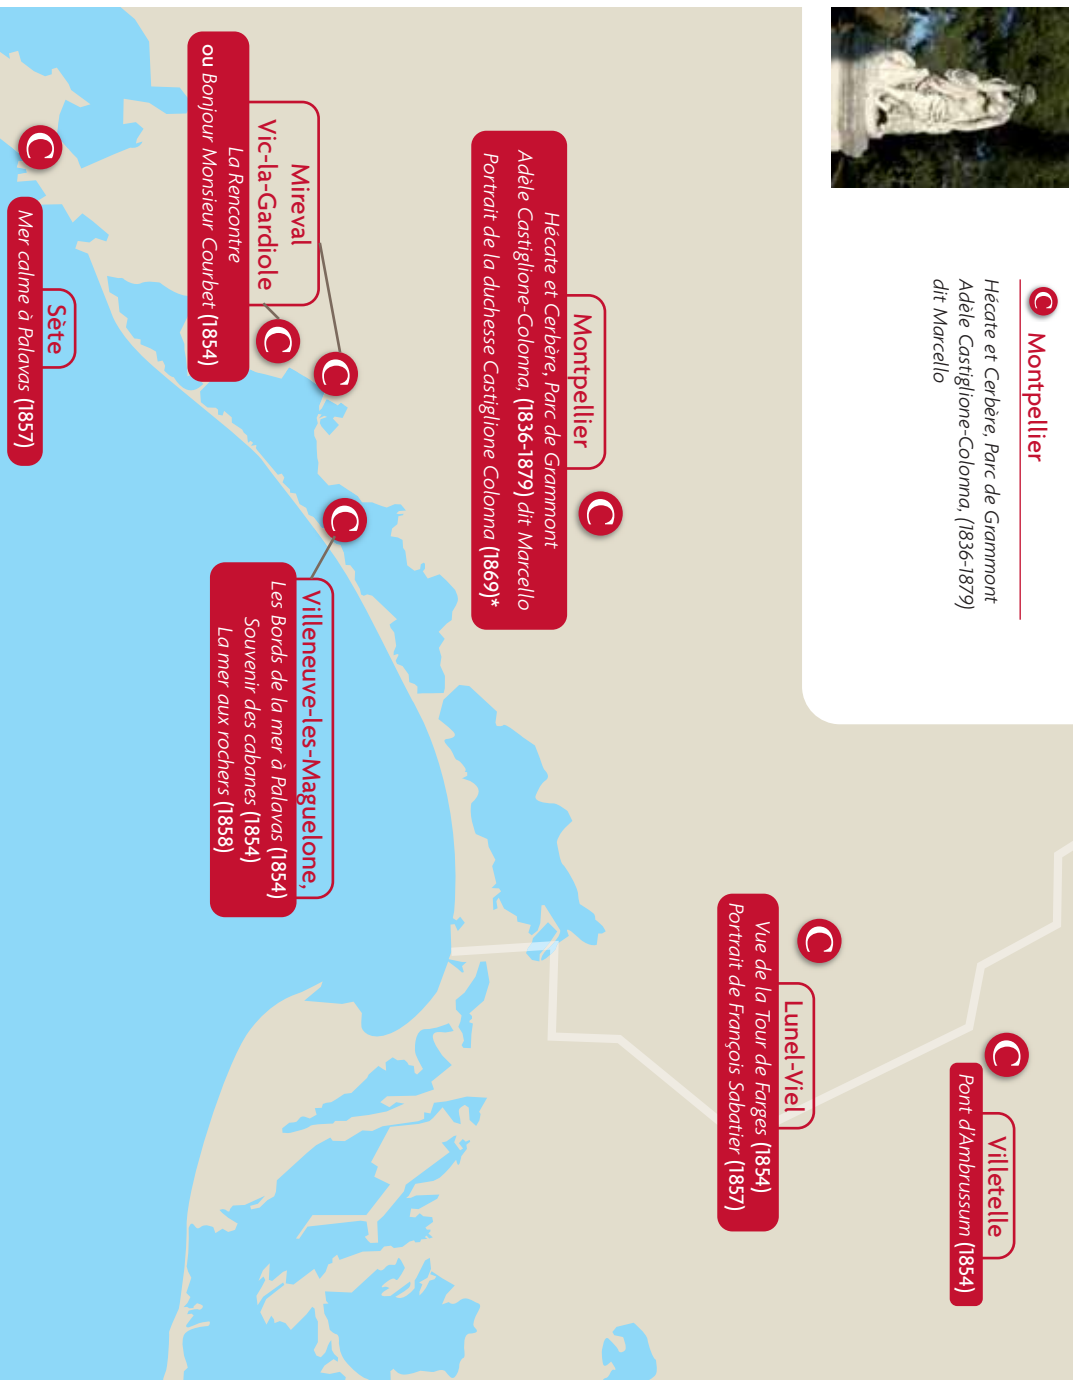 C Montpellier
Hécate et Cerbère, Parc de Grammont
Adèle Castiglione-Colonna, (1836-1879)
dit Marcello
C
Villetelle
Pont d'Ambrussum (1854)
C
Lunel-Viel
Vue de la Tour de Farges (1854)
Portrait de François Sabatier (1857)
Montpellier
C
Hécate et Cerbère, Parc de Grammont
Adèle Castiglione-Colonna, (1836-1879) dit Marcello
Portrait de la duchesse Castiglione Colonna (1869)*
Mireval
C
Vic-la-Gardiole
C
La Rencontre
ou Bonjour Monsieur Courbet (1854)
C
Villeneuve-les-Maguelone,
Les Bords de la mer à Palavas (1854)
Souvenir des cabanes (1854)
La mer aux rochers (1858)
C
Sète
Mer calme à Palavas (1857)